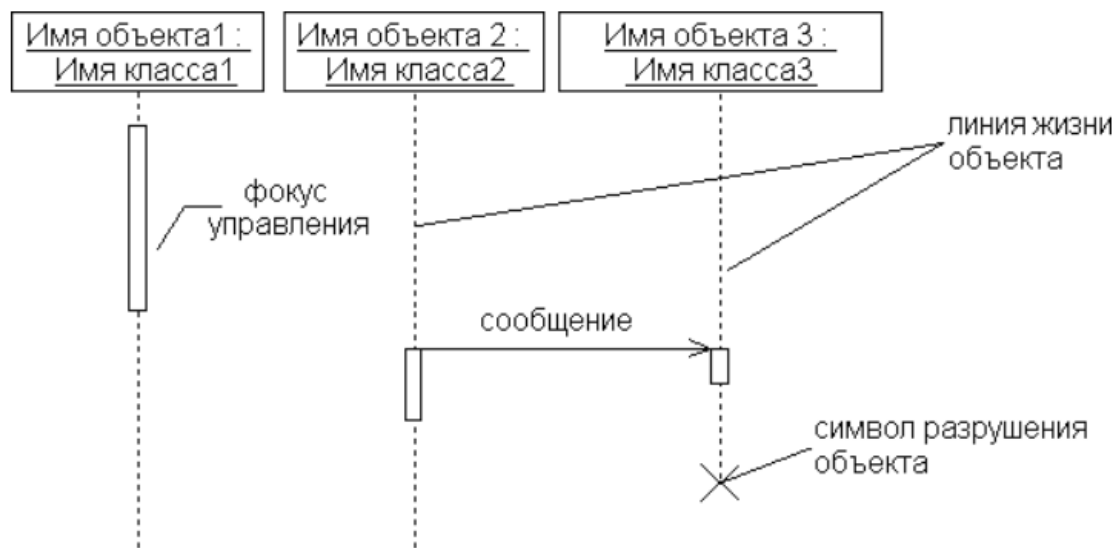 Имя объекта1 :
Имя класса1
Имя объекта 2 :
Имя класса2
Имя объекта 3 :
Имя класса3
линия жизни
объекта
фокус
управления
сообщение
символ разрушения
объекта